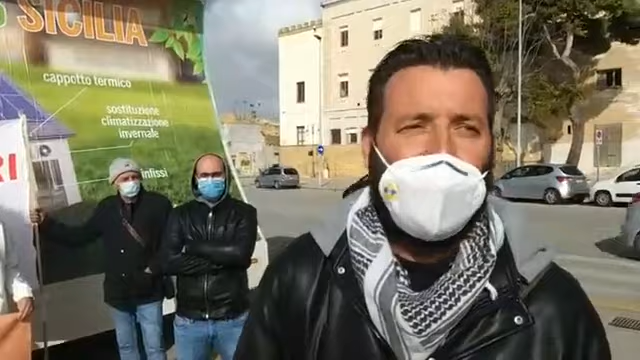 SICILIA
cappotto termico
sostituzione
climatizzazione
invernale
infissi
RI